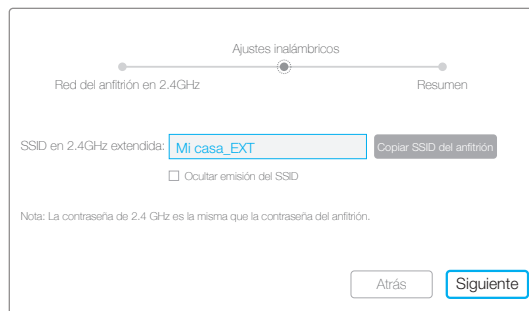 Ajustes inalámbricos
Red del anfitrión en 2.4GHz
Resumen
SSID en 2.4GHz extendida: Mi casa_EXT Copiar SSID del anfitrión
Ocultar emisión del SSID
Nota: La contraseña de 2.4 GHz es la misma que la contraseña del anfitrión.
Atrás Siguiente